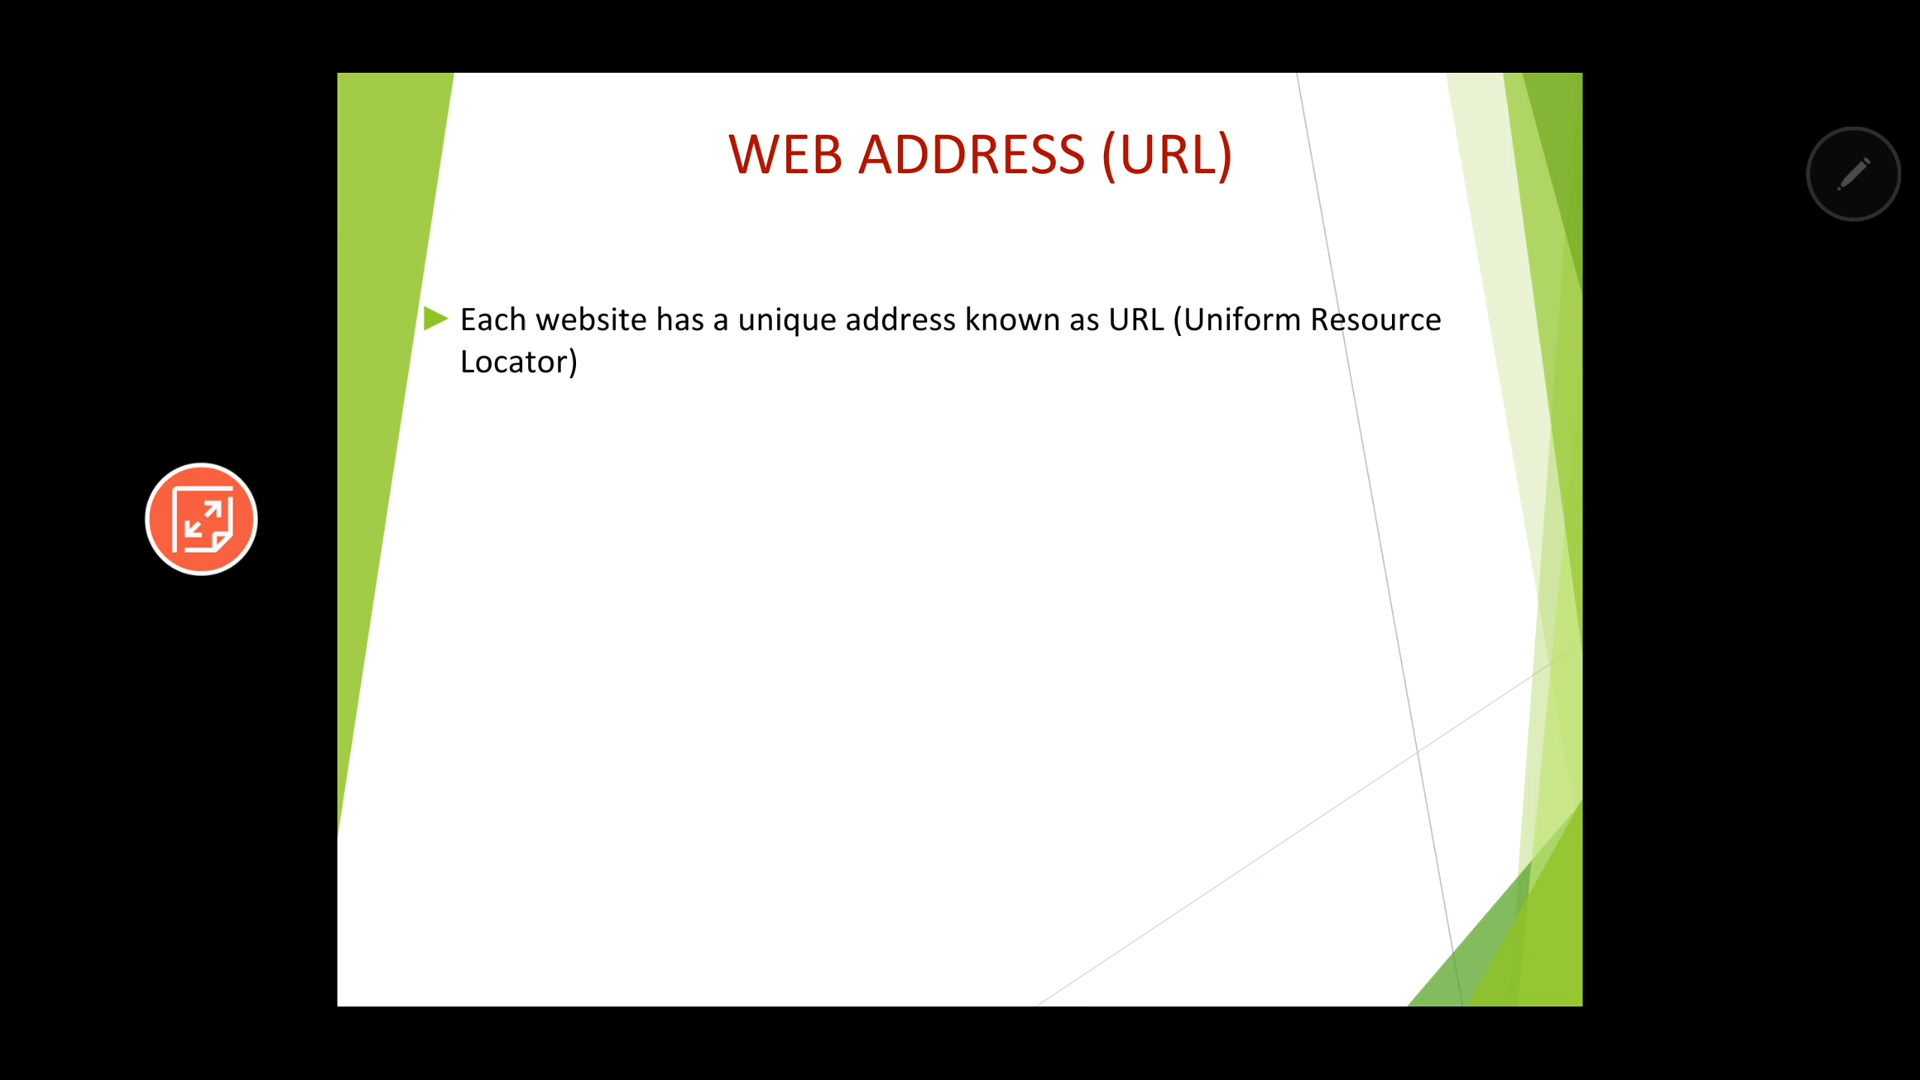 WEB ADDRESS (URL)
Each website has a unique address known as URL (Uniform Resource
Locator)